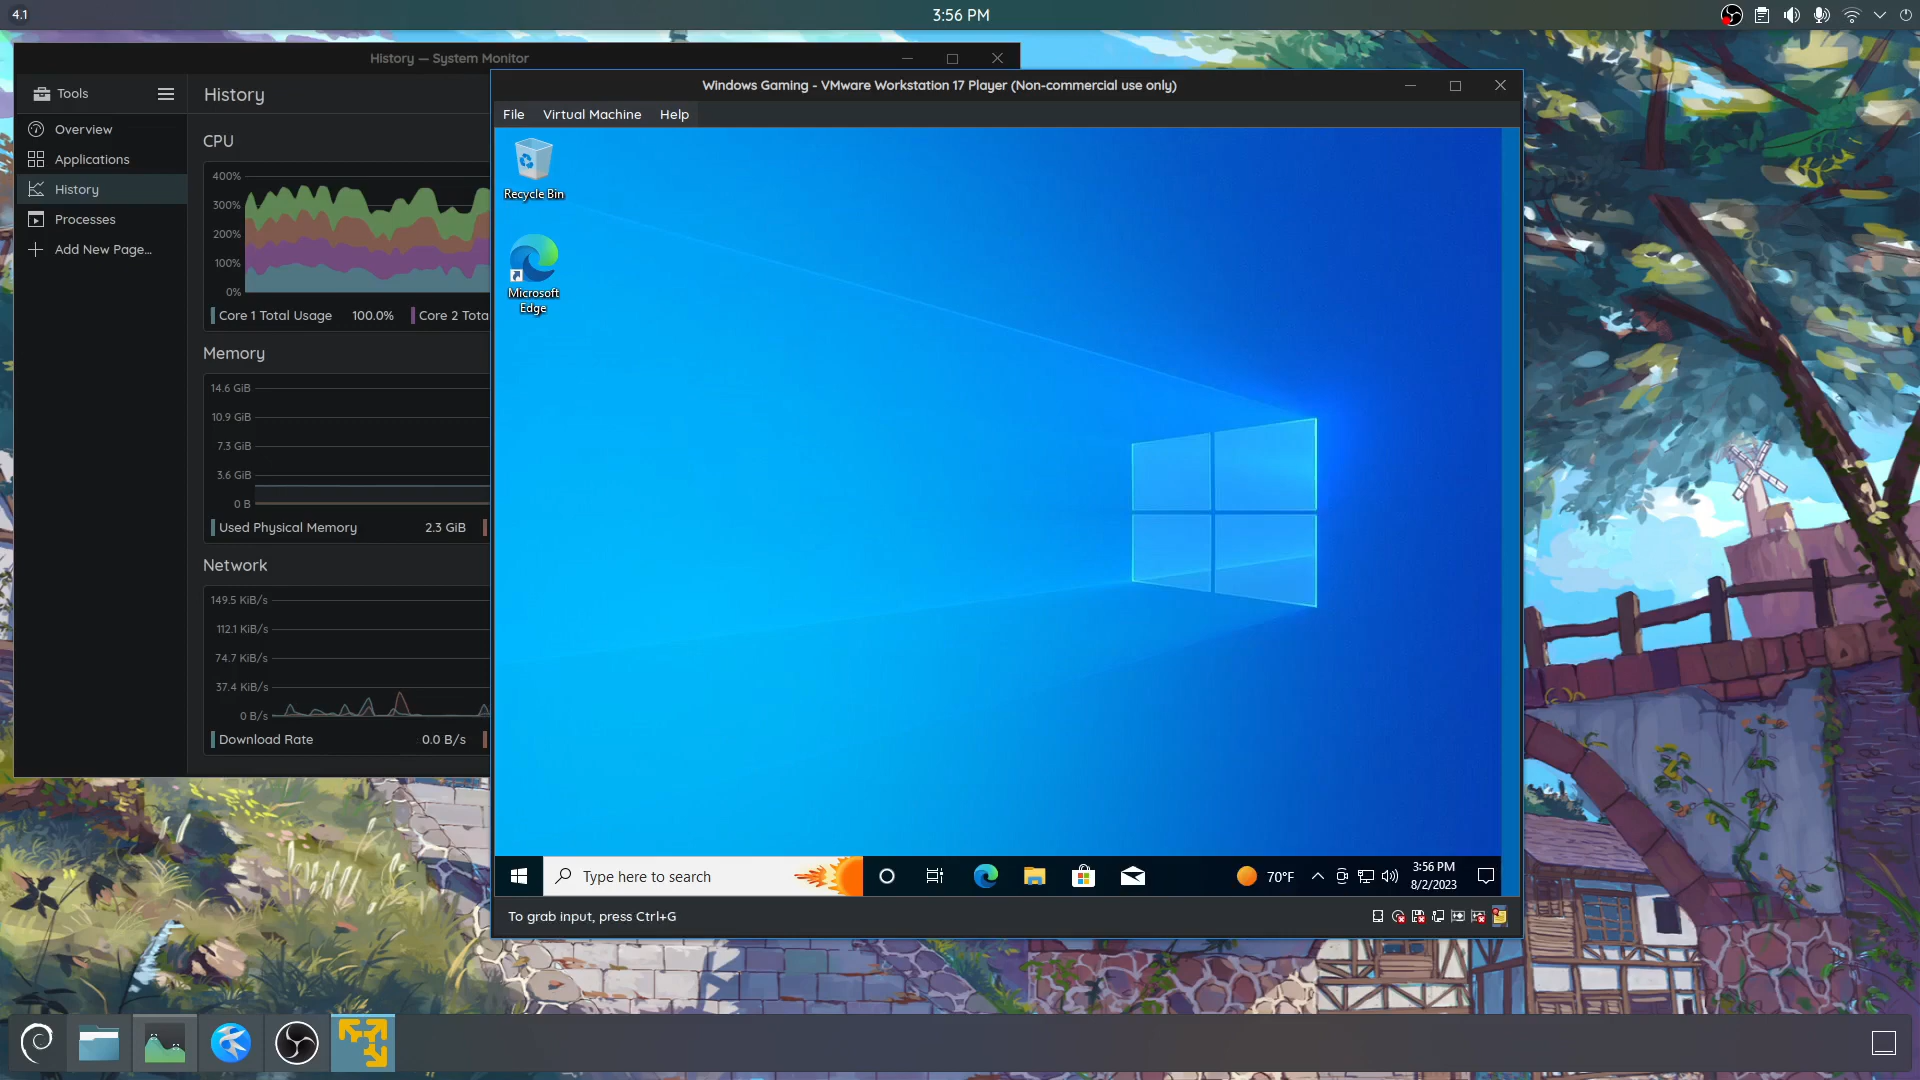 4.1
3:56 PM
History — System Monitor
Tools
History
Overview
Applications
History
Processes
Add New Page...
CPU
400%
300%
200%
100%
0%
Core 1 Total Usage 100.0% Core 2 Tota
Memory
14.6 GiB
10.9 GiB
7.3 GiB
3.6 GiB
0 B
Used Physical Memory 2.3 GiB
Network
149.5 KiB/s
112.1 KiB/s
74.7 KiB/s
37.4 KiB/s
0 B/s
Download Rate 0.0 B/s
Windows Gaming - VMware Workstation 17 Player (Non-commercial use only)
File Virtual Machine Help
Recycle Bin
Microsoft
Edge
Type here to search
70°F
3:56 PM
8/2/2023
To grab input, press Ctrl+G